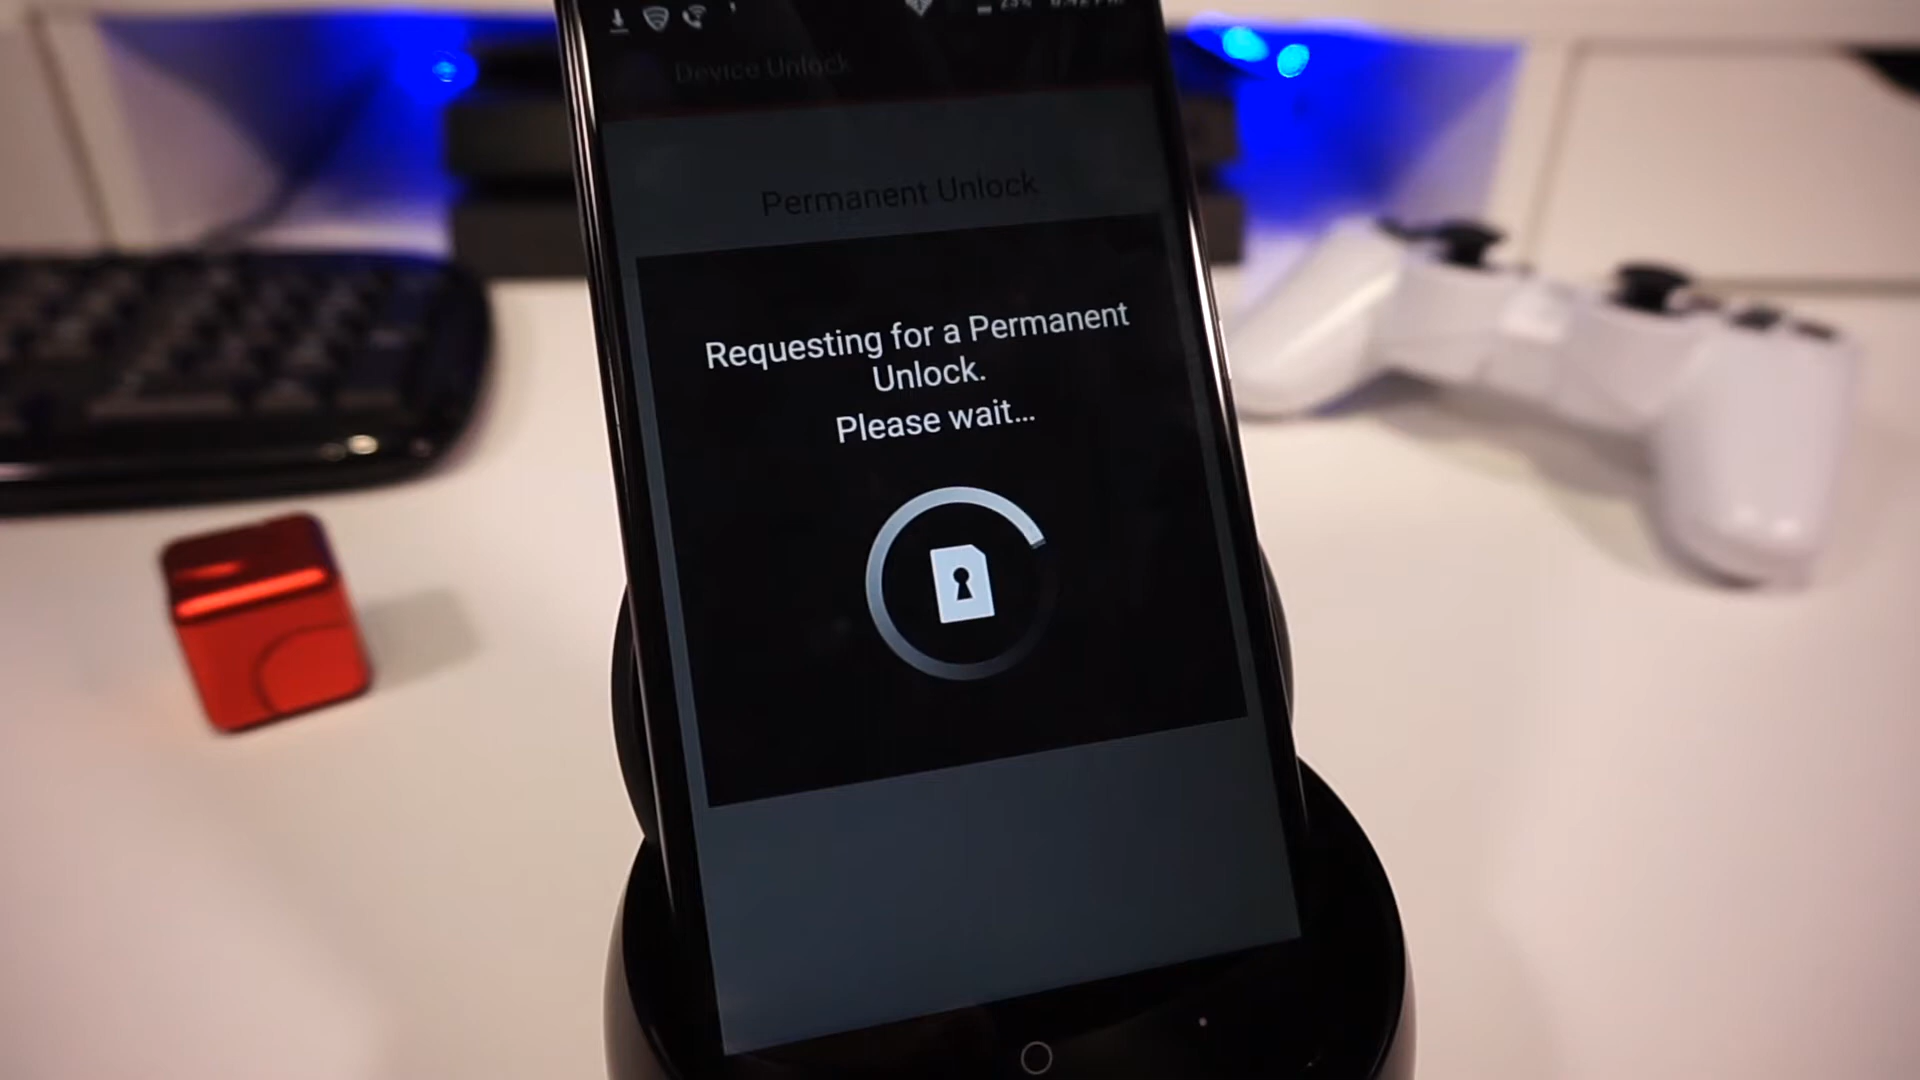 Device Unlock
Permanent Unlock
Requesting for a Permanent
Unlock.
Please wait...